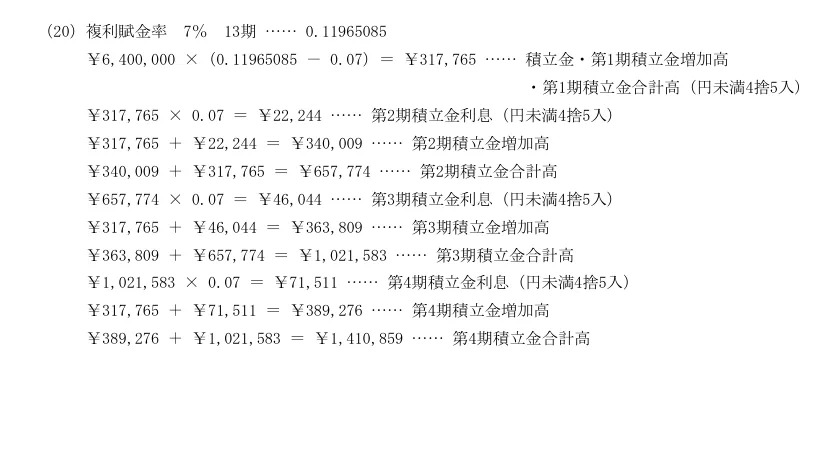 (20) 複利賦金率　7%　13期 …… 0.11965085
￥6,400,000 × (0.11965085 － 0.07) ＝ ￥317,765 …… 積立金・第1期積立金増加高
・第1期積立金合計高 (円未満4捨5入)
￥317,765 × 0.07 ＝ ￥22,244 …… 第2期積立金利息 (円未満4捨5入)
￥317,765 ＋ ￥22,244 ＝ ￥340,009 …… 第2期積立金増加高
￥340,009 ＋ ￥317,765 ＝ ￥657,774 …… 第2期積立金合計高
￥657,774 × 0.07 ＝ ￥46,044 …… 第3期積立金利息 (円未満4捨5入)
￥317,765 ＋ ￥46,044 ＝ ￥363,809 …… 第3期積立金増加高
￥363,809 ＋ ￥657,774 ＝ ￥1,021,583 …… 第3期積立金合計高
￥1,021,583 × 0.07 ＝ ￥71,511 …… 第4期積立金利息 (円未満4捨5入)
￥317,765 ＋ ￥71,511 ＝ ￥389,276 …… 第4期積立金増加高
￥389,276 ＋ ￥1,021,583 ＝ ￥1,410,859 …… 第4期積立金合計高